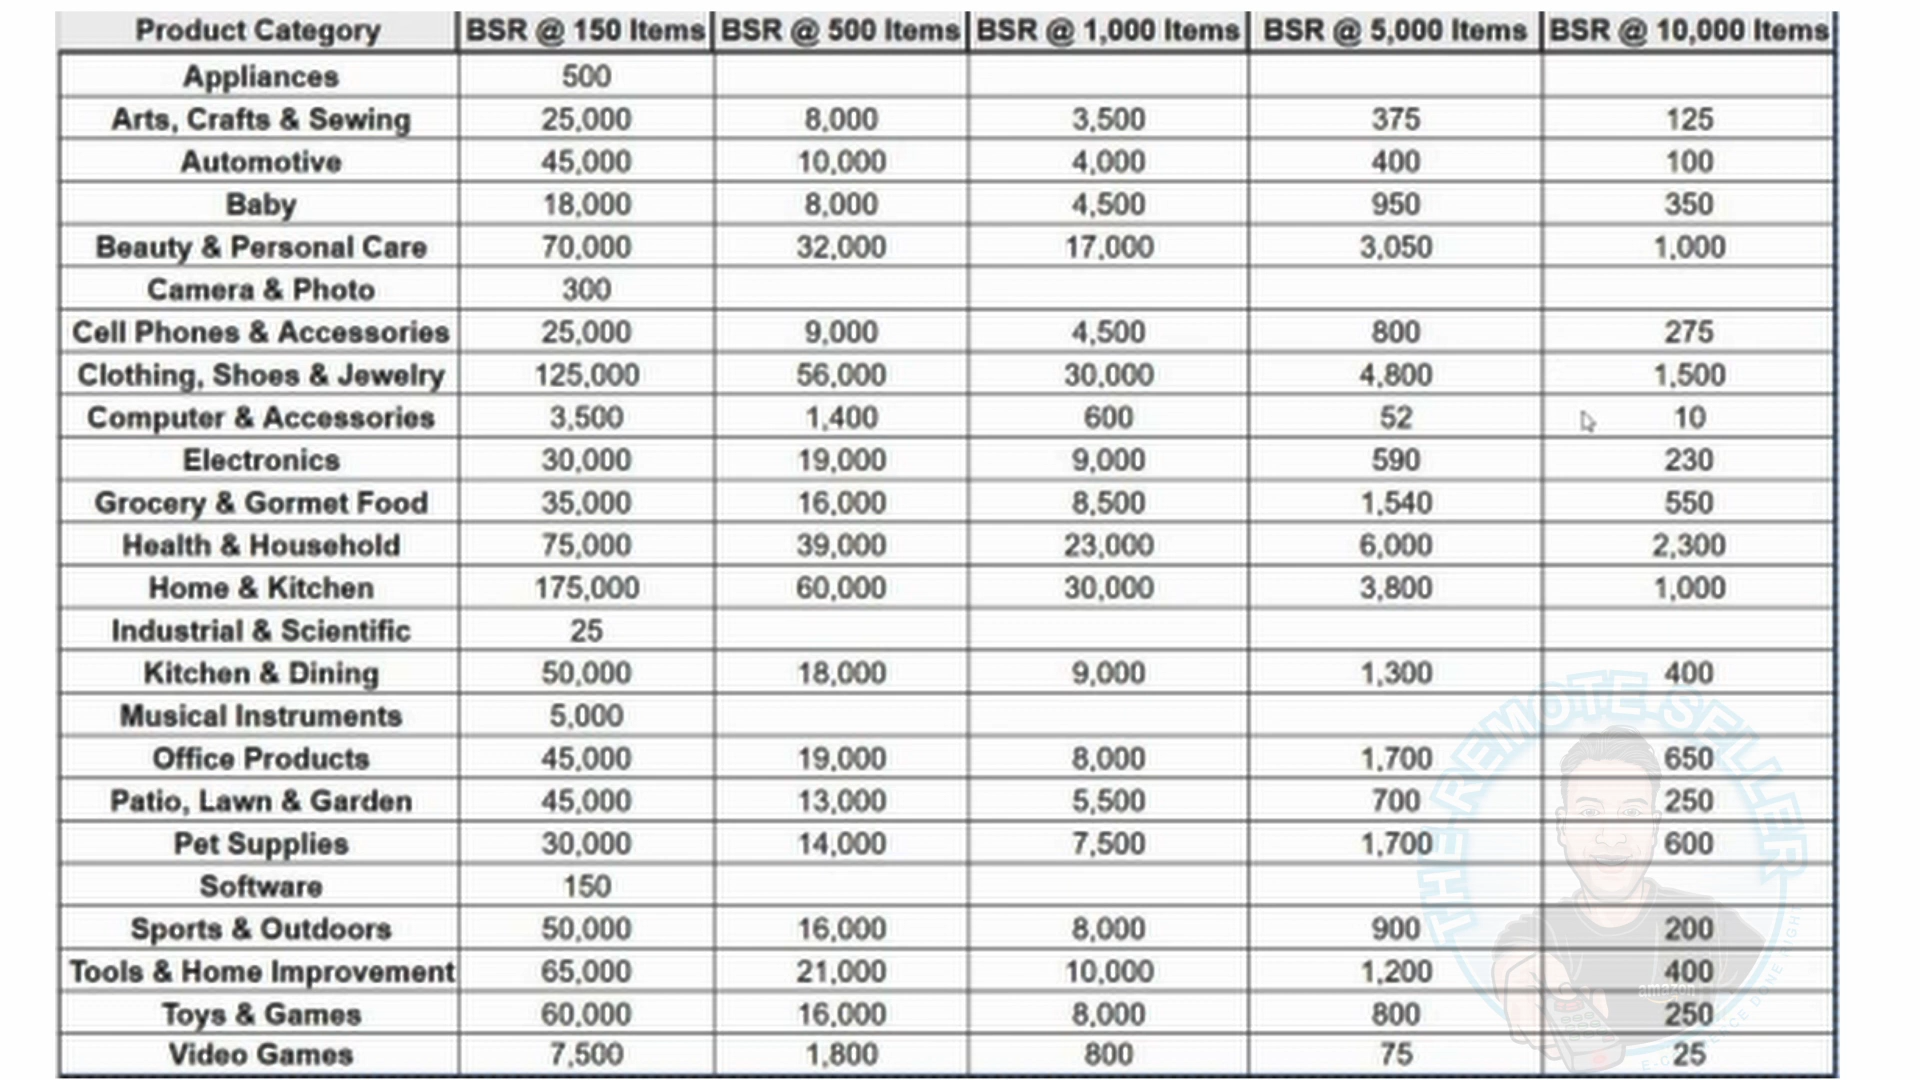 Product Category BSR @ 150 Items BSR @ 500 Items BSR @ 1,000 Items BSR @ 5,000 Items BSR @ 10,000 Items
Appliances 500
Arts, Crafts & Sewing 25,000 8,000 3,500 375 125
Automotive 45,000 10,000 4,000 400 100
Baby 18,000 8,000 4,500 950 350
Beauty & Personal Care 70,000 32,000 17,000 3,050 1,000
Camera & Photo 300
Cell Phones & Accessories 25,000 9,000 4,500 800 275
Clothing, Shoes & Jewelry 125,000 56,000 30,000 4,800 1,500
Computer & Accessories 3,500 1,400 600 52 10
Electronics 30,000 19,000 9,000 590 230
Grocery & Gormet Food 35,000 16,000 8,500 1,540 550
Health & Household 75,000 39,000 23,000 6,000 2,300
Home & Kitchen 175,000 60,000 30,000 3,800 1,000
Industrial & Scientific 25
Kitchen & Dining 50,000 18,000 9,000 1,300 400
Musical Instruments 5,000
Office Products 45,000 19,000 8,000 1,700 650
Patio, Lawn & Garden 45,000 13,000 5,500 700 250
Pet Supplies 30,000 14,000 7,500 1,700 600
Software 150
Sports & Outdoors 50,000 16,000 8,000 900 200
Tools & Home Improvement 65,000 21,000 10,000 1,200 400
Toys & Games 60,000 16,000 8,000 800 250
Video Games 7,500 1,800 800 75 25
THE REMOTE SELLER
amazon
E-COMMERCE DONE RIGHT